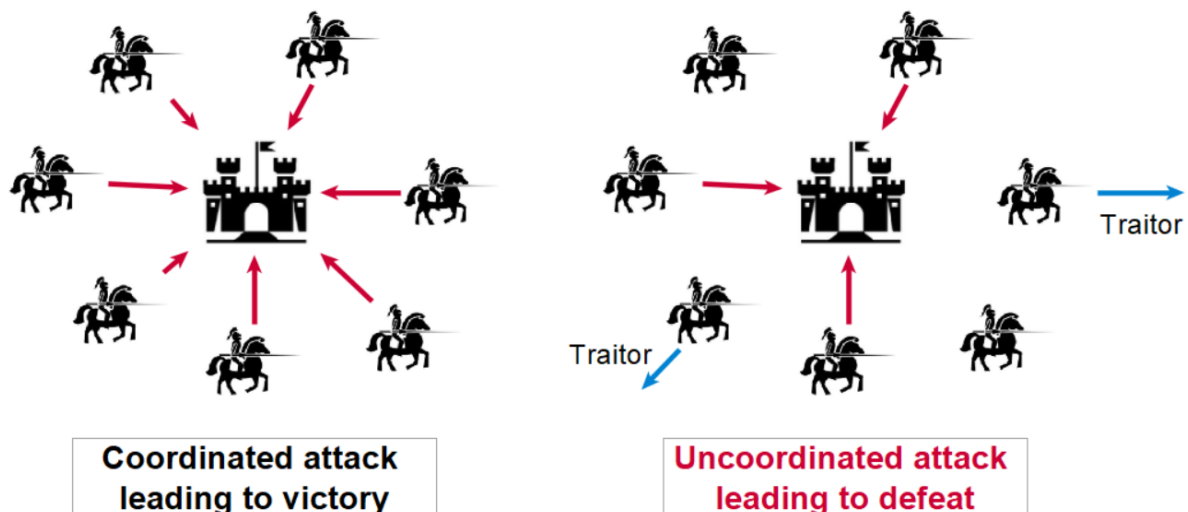 Traitor
Traitor
Coordinated attack
leading to victory
Uncoordinated attack
leading to defeat